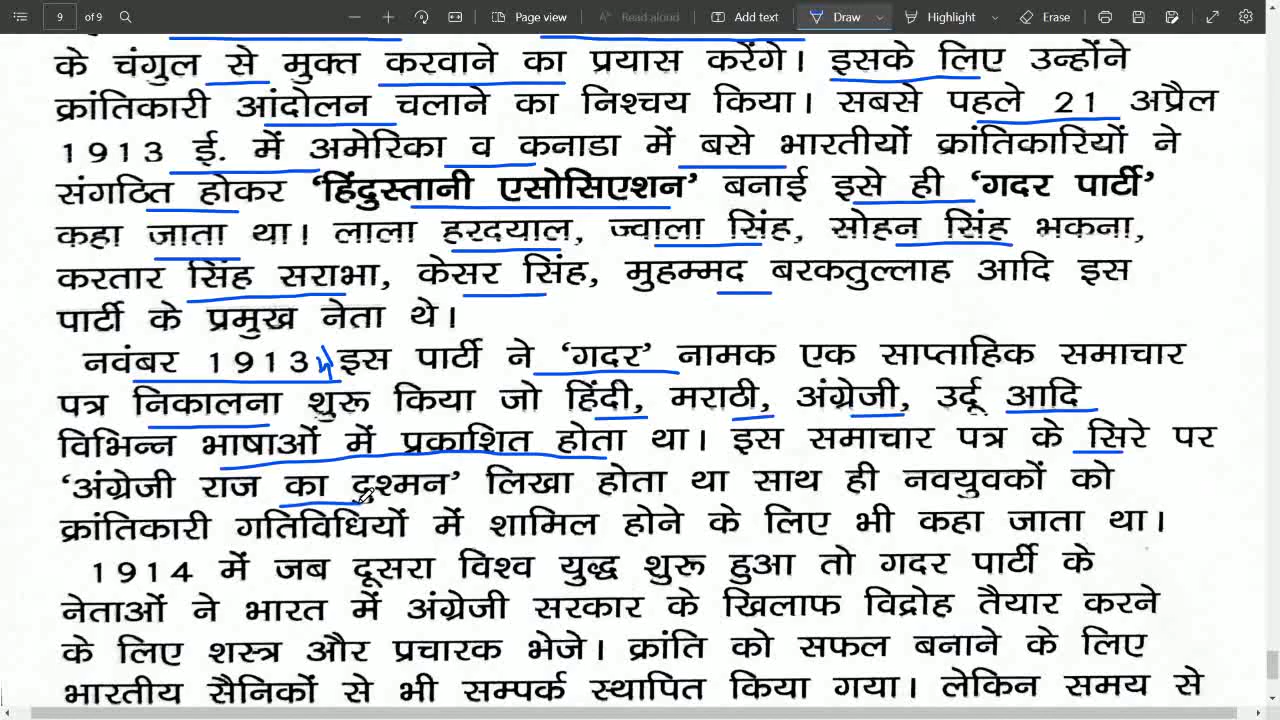 9 of 9 Page view Read aloud Add text Draw Highlight Erase
के चंगुल से मुक्त करवाने का प्रयास करेंगे। इसके लिए उन्होंने
क्रांतिकारी आंदोलन चलाने का निश्चय किया। सबसे पहले 21 अप्रैल
1913 ई. में अमेरिका व कनाडा में बसे भारतीयों क्रांतिकारियों ने
संगठित होकर ‘हिंदुस्तानी एसोसिएशन’ बनाई इसे ही ‘गदर पार्टी’
कहा जाता था। लाला हरदयाल, ज्वाला सिंह, सोहन सिंह भकना,
करतार सिंह सराभा, केसर सिंह, मुहम्मद बरकतुल्लाह आदि इस
पार्टी के प्रमुख नेता थे।
नवंबर 1913 इस पार्टी ने ‘गदर’ नामक एक साप्ताहिक समाचार
पत्र निकालना शुरू किया जो हिंदी, मराठी, अंग्रेजी, उर्दू आदि
विभिन्न भाषाओं में प्रकाशित होता था। इस समाचार पत्र के सिरे पर
‘अंग्रेजी राज का दुश्मन’ लिखा होता था साथ ही नवयुवकों को
क्रांतिकारी गतिविधियों में शामिल होने के लिए भी कहा जाता था।
1914 में जब दूसरा विश्व युद्ध शुरू हुआ तो गदर पार्टी के
नेताओं ने भारत में अंग्रेजी सरकार के खिलाफ विद्रोह तैयार करने
के लिए शस्त्र और प्रचारक भेजे। क्रांति को सफल बनाने के लिए
भारतीय सैनिकों से भी सम्पर्क स्थापित किया गया। लेकिन समय से